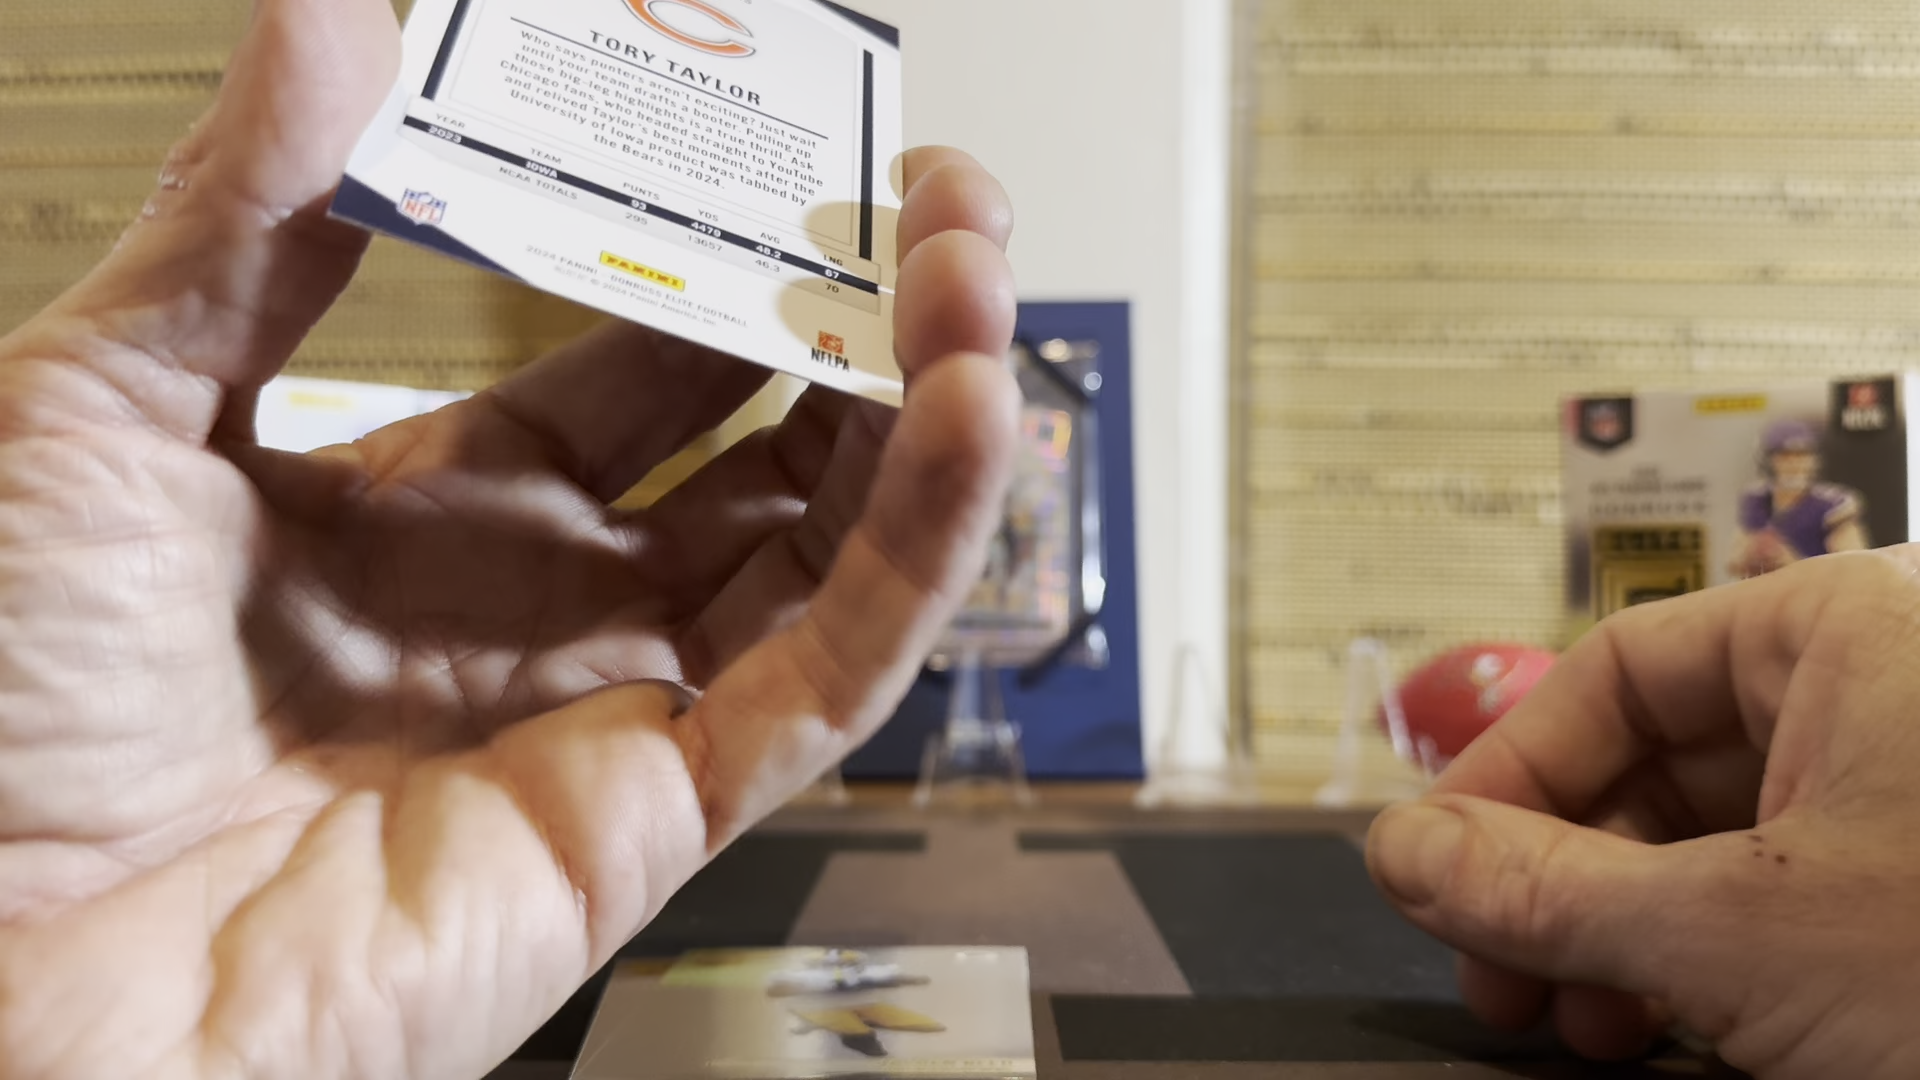 TORY TAYLOR
Who says punters aren't exciting? Just wait
until your team drafts a booter. Pulling up
those big-leg highlights is a true thrill. Ask
Chicago fans, who headed straight to YouTube
and relived Taylor's best moments after the
University of Iowa product was tabbed by
the Bears in 2024.
YEAR TEAM PUNTS YDS AVG LNG
2023 IOWA 93 4479 48.2 67
NCAA TOTALS 295 13657 46.3 70
NFL
PANINI
2024 PANINI - DONRUSS ELITE FOOTBALL
© 2024 Panini America, Inc.
NFLPA